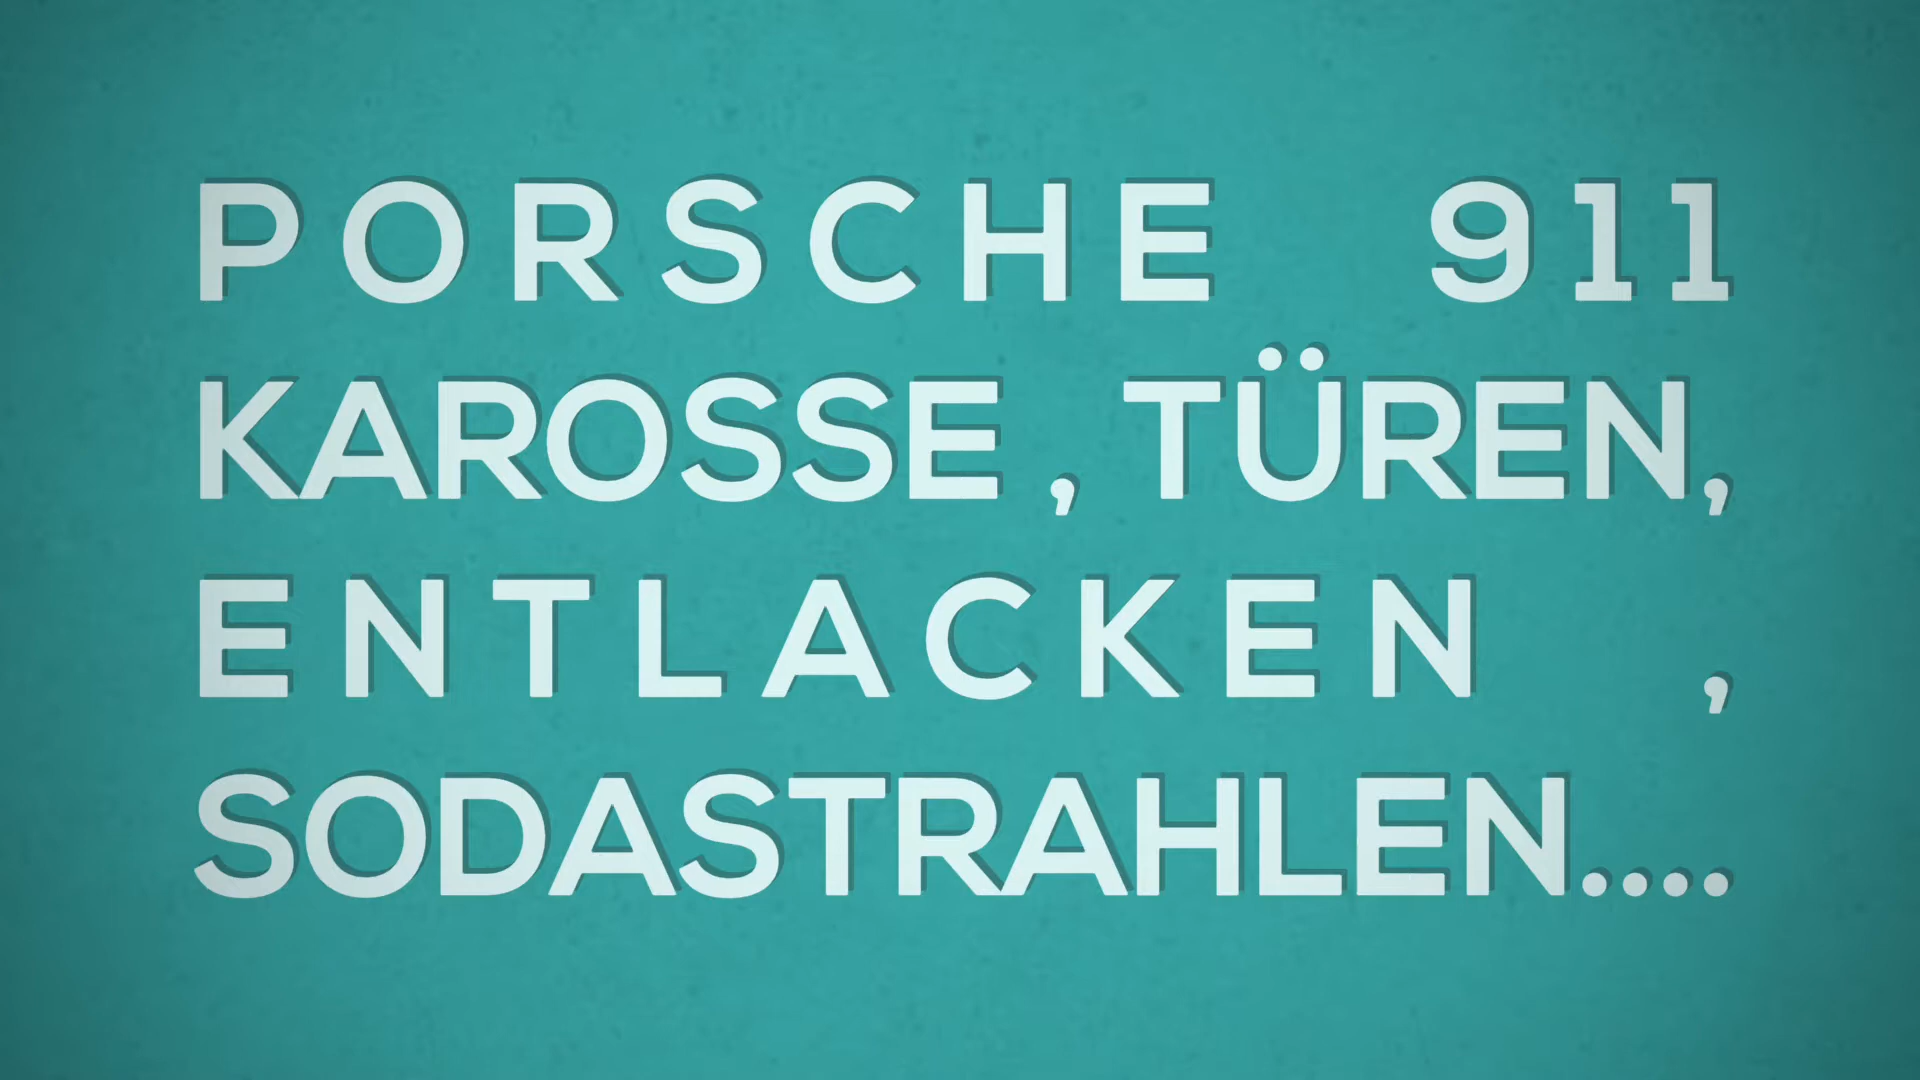 PORSCHE 911
KAROSSE , TÜREN,
ENTLACKEN ,
SODASTRAHLEN....